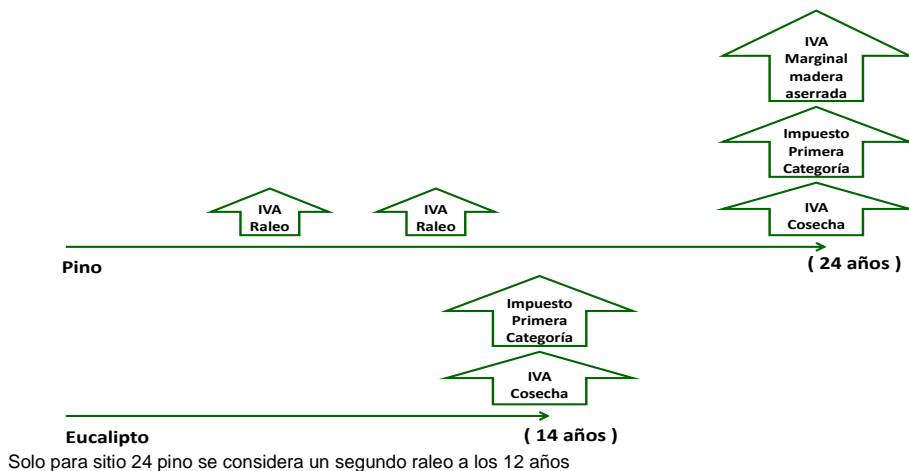 IVA
Marginal
madera
aserrada
Impuesto
Primera
Categoría
IVA
Raleo
IVA
Raleo
IVA
Cosecha
Pino
( 24 años )
Impuesto
Primera
Categoría
IVA
Cosecha
Eucalipto
( 14 años )
Solo para sitio 24 pino se considera un segundo raleo a los 12 años